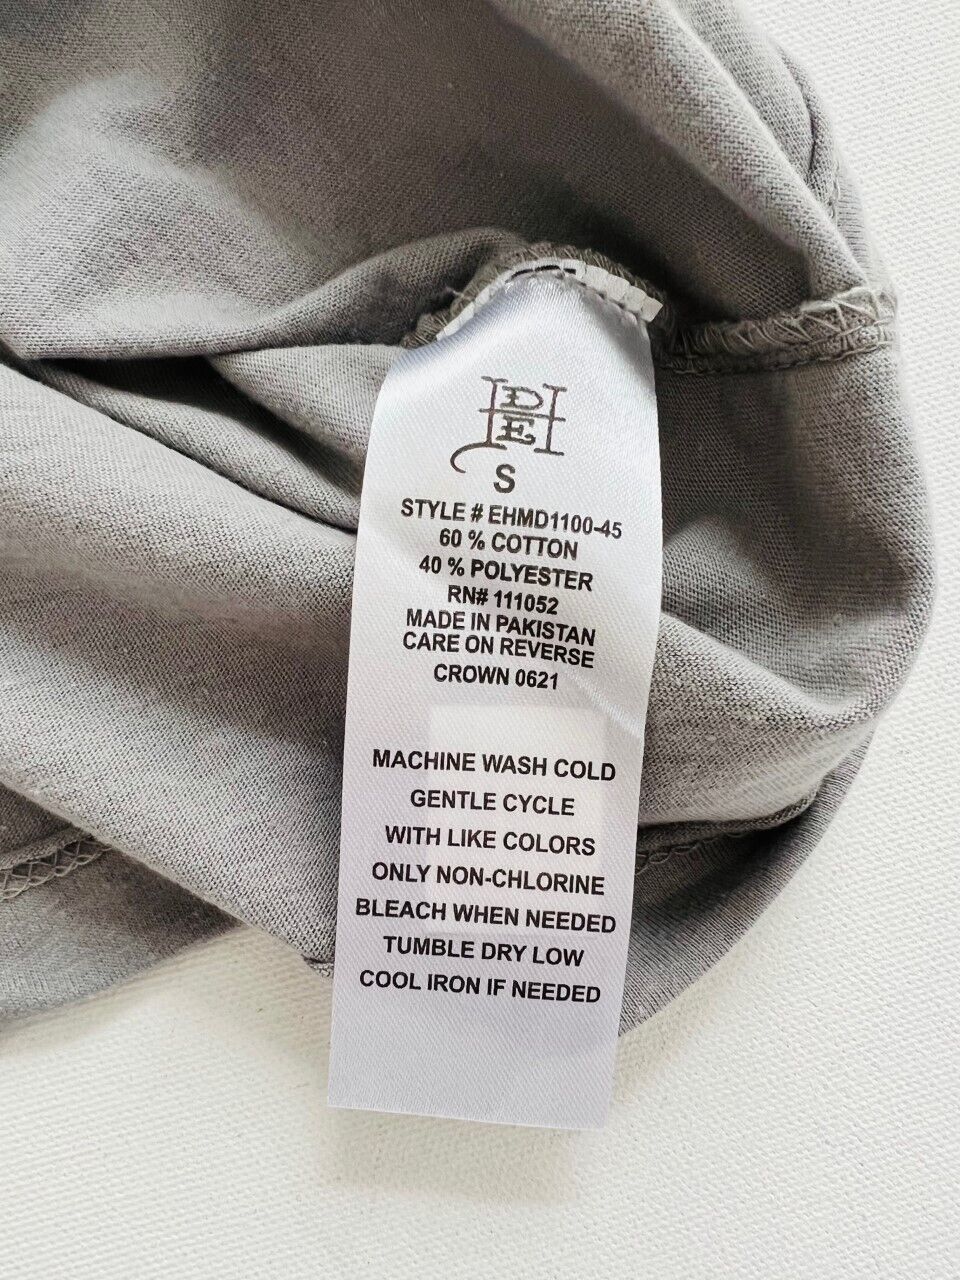 DEH
S
STYLE # EHMD1100-45
60 % COTTON
40 % POLYESTER
RN# 111052
MADE IN PAKISTAN
CARE ON REVERSE
CROWN 0621
MACHINE WASH COLD
GENTLE CYCLE
WITH LIKE COLORS
ONLY NON-CHLORINE
BLEACH WHEN NEEDED
TUMBLE DRY LOW
COOL IRON IF NEEDED